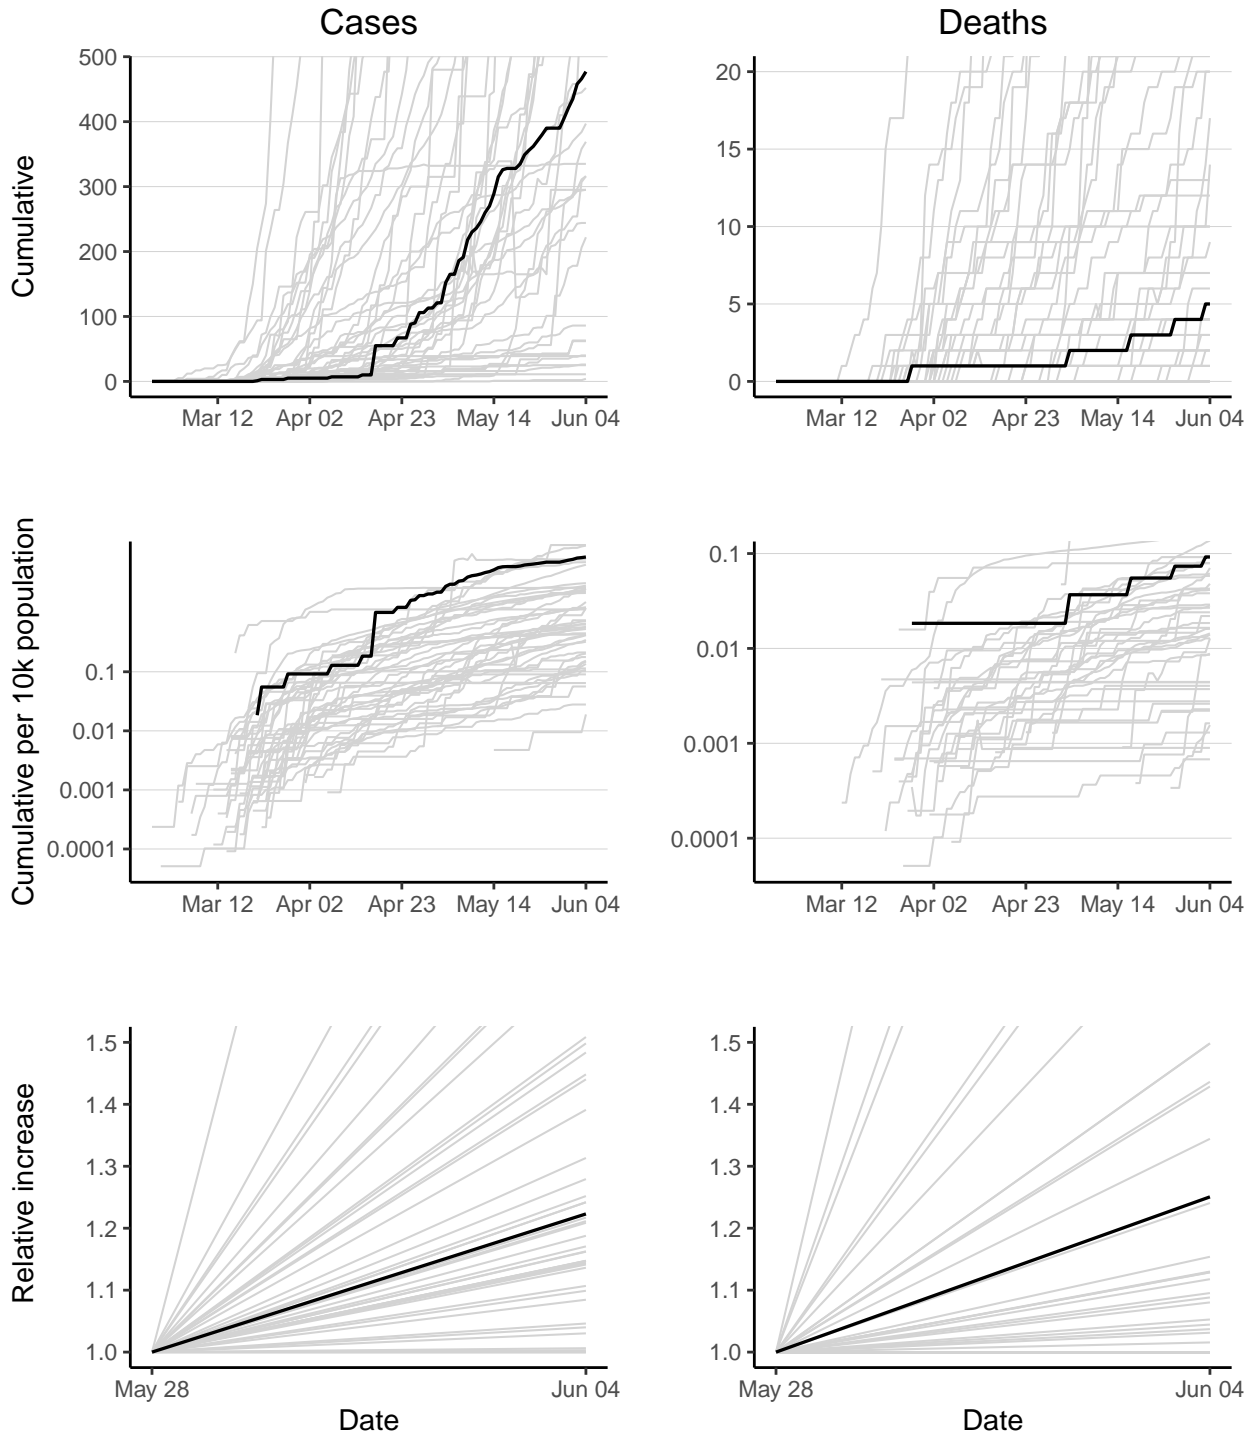 Cases
Deaths
Cumulative
500
400
300
200
100
0
Mar 12 Apr 02 Apr 23 May 14 Jun 04
20
15
10
5
0
Mar 12 Apr 02 Apr 23 May 14 Jun 04
Cumulative per 10k population
0.1
0.01
0.001
0.0001
Mar 12 Apr 02 Apr 23 May 14 Jun 04
0.1
0.01
0.001
0.0001
Mar 12 Apr 02 Apr 23 May 14 Jun 04
Relative increase
1.5
1.4
1.3
1.2
1.1
1.0
May 28 Jun 04
Date
1.5
1.4
1.3
1.2
1.1
1.0
May 28 Jun 04
Date